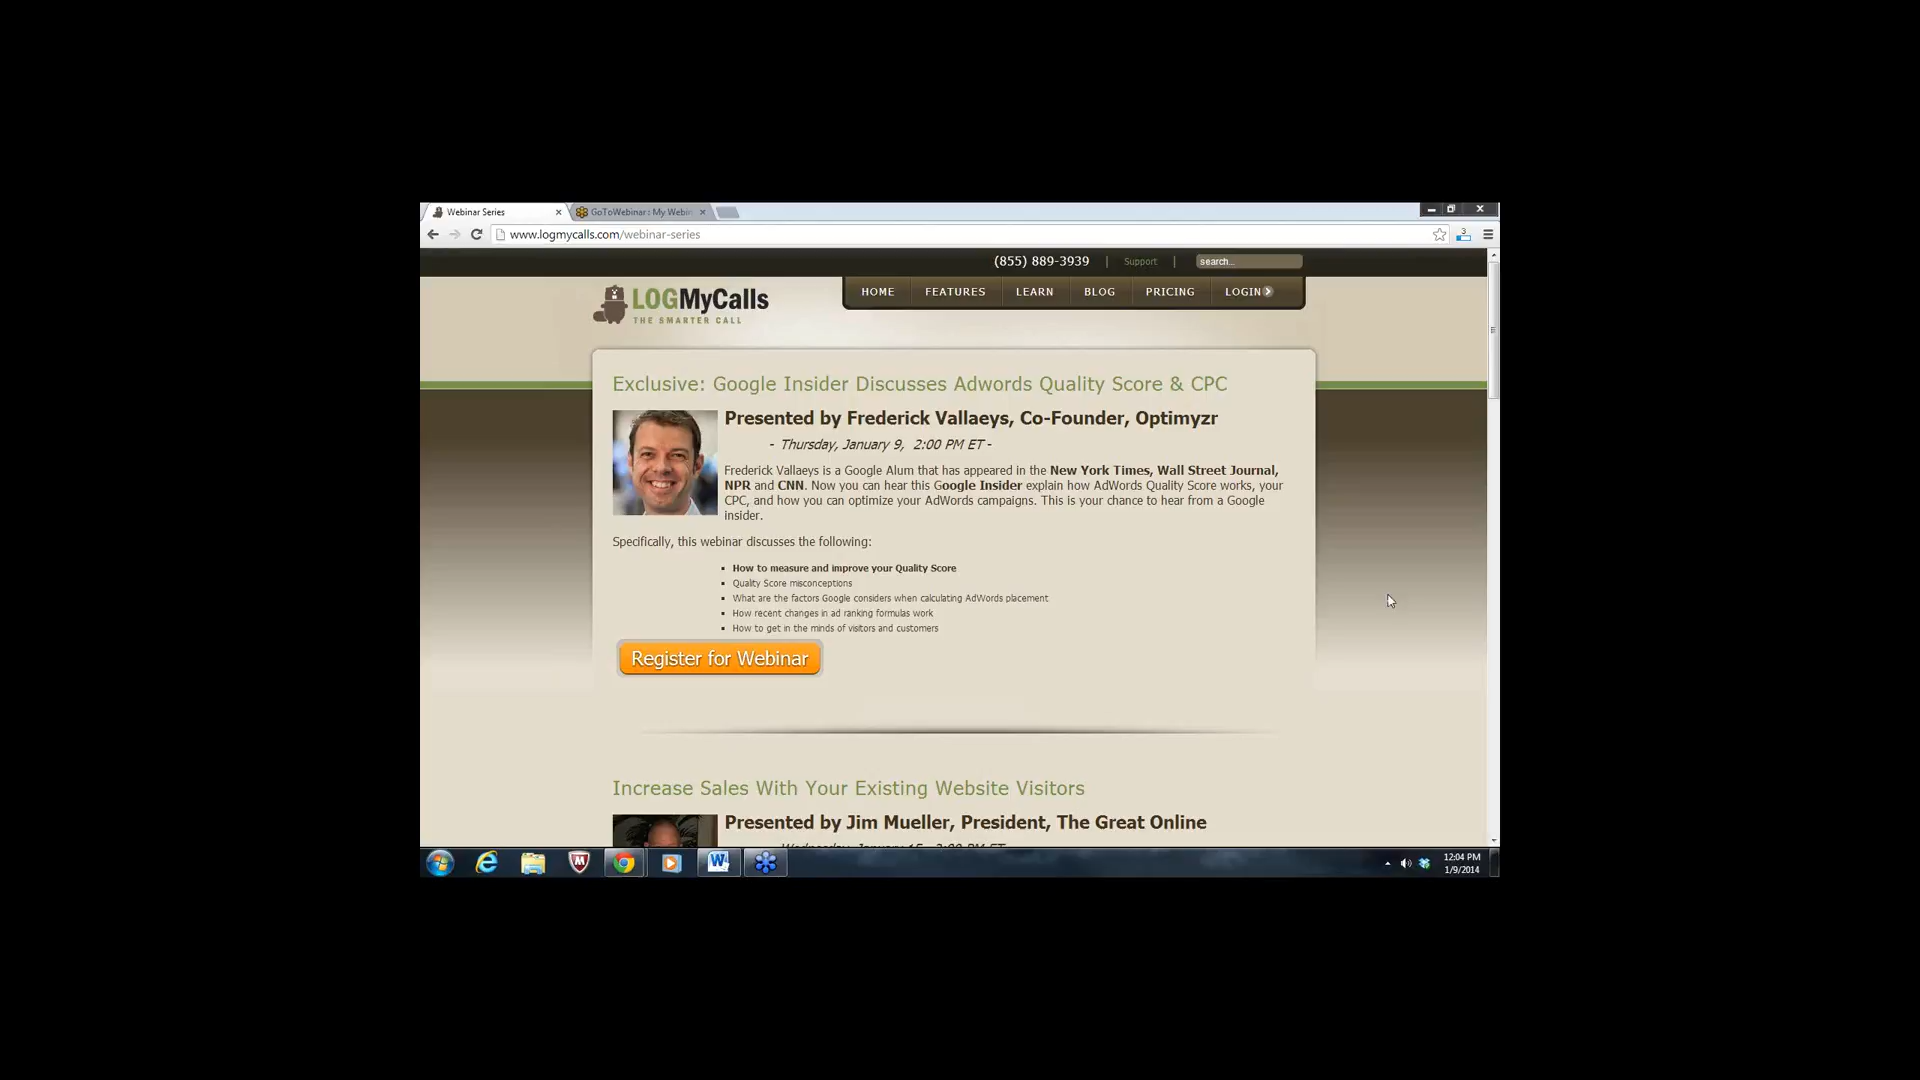 Webinar Series
GoToWebinar : My Webin
www.logmycalls.com/webinar-series
3
(855) 889-3939 | Support | search...
LOGMyCalls
THE SMARTER CALL
HOME FEATURES LEARN BLOG PRICING LOGIN
Exclusive: Google Insider Discusses Adwords Quality Score & CPC
Presented by Frederick Vallaeys, Co-Founder, Optimyzr
- Thursday, January 9, 2:00 PM ET -
Frederick Vallaeys is a Google Alum that has appeared in the New York Times, Wall Street Journal,
NPR and CNN. Now you can hear this Google Insider explain how AdWords Quality Score works, your
CPC, and how you can optimize your AdWords campaigns. This is your chance to hear from a Google
insider.
Specifically, this webinar discusses the following:
▪ How to measure and improve your Quality Score
▪ Quality Score misconceptions
▪ What are the factors Google considers when calculating AdWords placement
▪ How recent changes in ad ranking formulas work
▪ How to get in the minds of visitors and customers
Register for Webinar
Increase Sales With Your Existing Website Visitors
Presented by Jim Mueller, President, The Great Online
12:04 PM
1/9/2014